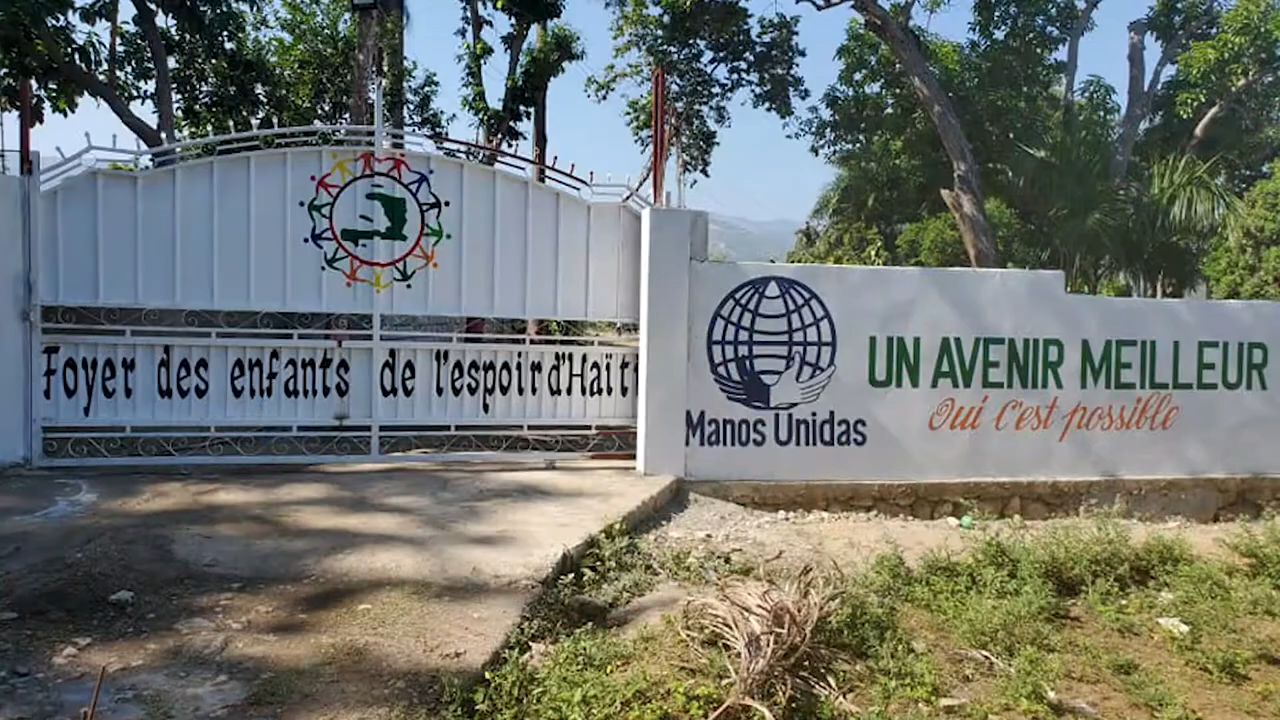 Foyer des enfants de l'espoir d'Haïti
Manos Unidas
UN AVENIR MEILLEUR
Oui c'est possible